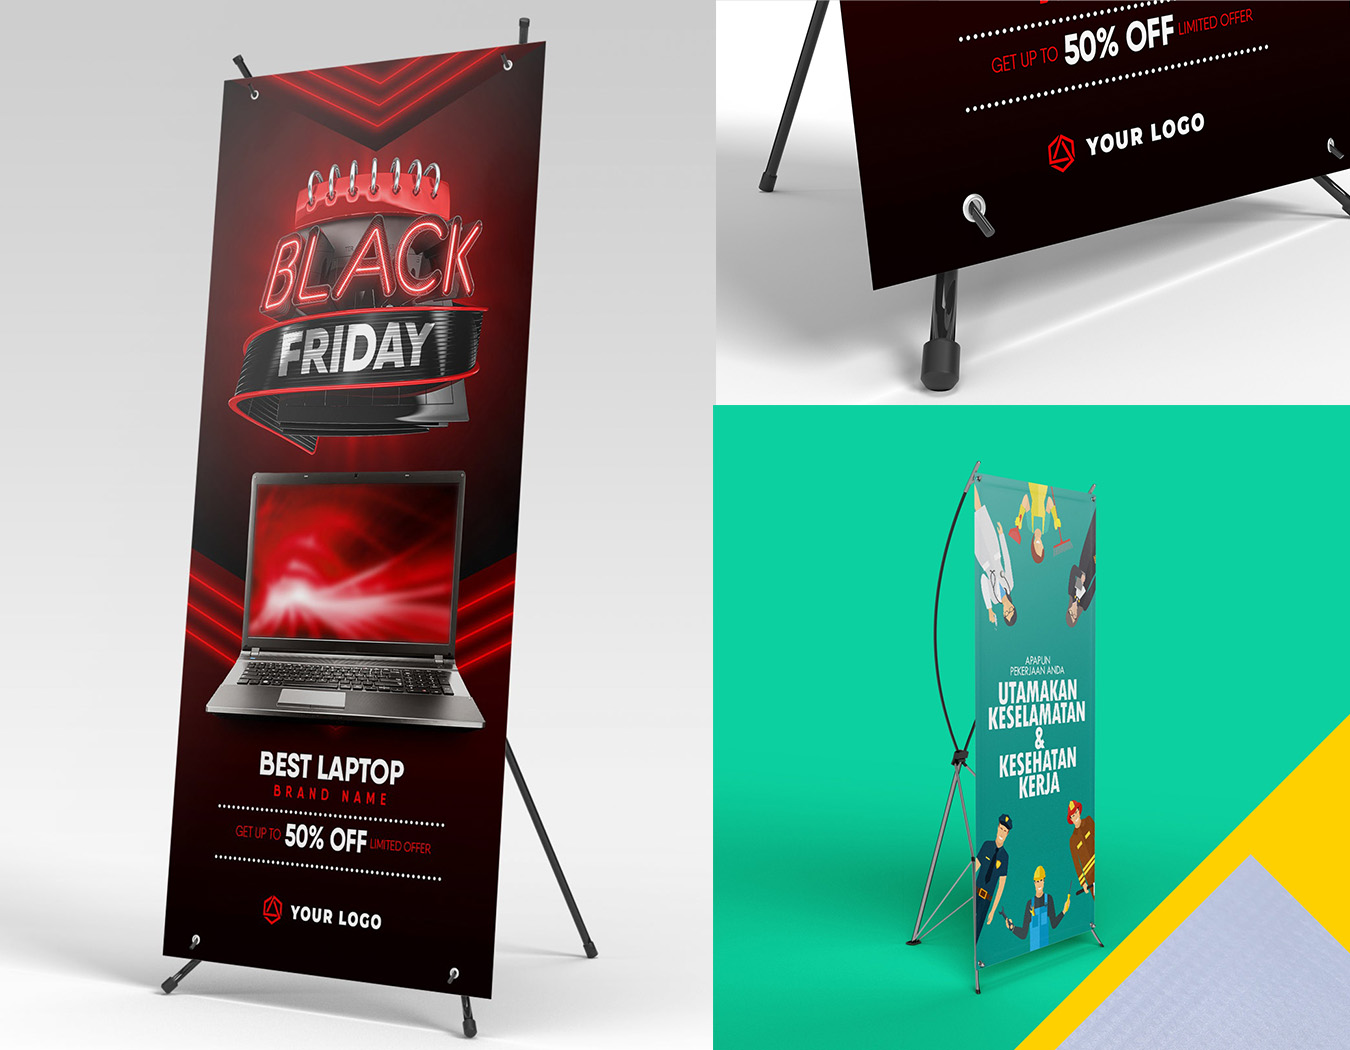 BLACK
FRIDAY
BEST LAPTOP
BRAND NAME
GET UP TO 50% OFF LIMITED OFFER
YOUR LOGO
GET UP TO 50% OFF LIMITED OFFER
YOUR LOGO
APAPUN
PEKERJAAN ANDA
UTAMAKAN
KESELAMATAN
&
KESEHATAN
KERJA